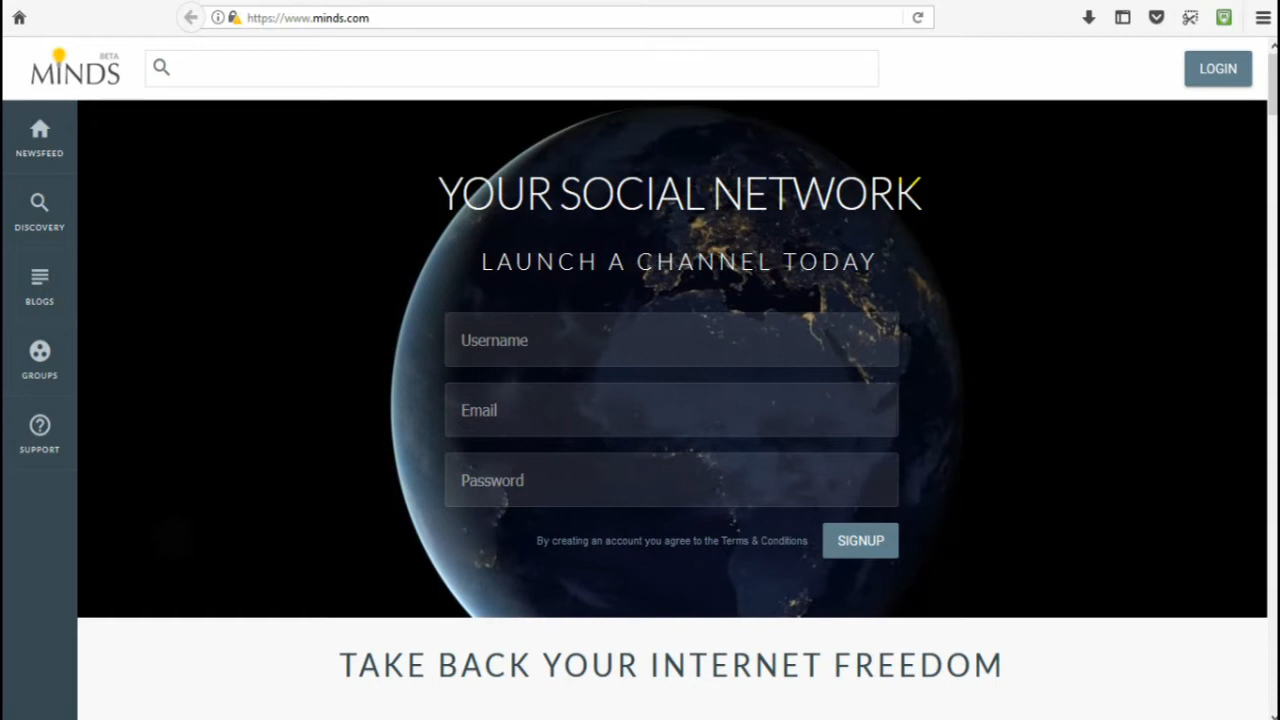 https://www.minds.com
BETA
MINDS
LOGIN
NEWSFEED
DISCOVERY
BLOGS
GROUPS
SUPPORT
YOUR SOCIAL NETWORK
LAUNCH A CHANNEL TODAY
Username
Email
Password
By creating an account you agree to the Terms & Conditions
SIGNUP
TAKE BACK YOUR INTERNET FREEDOM